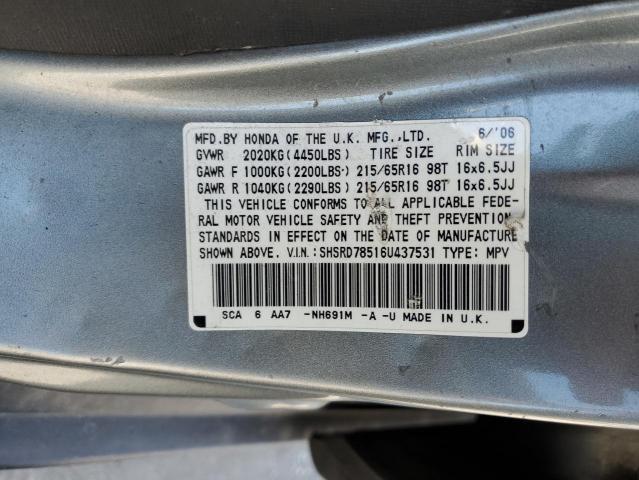 MFD.BY HONDA OF THE U.K. MFG.,LTD. 6/'06
GVWR 2020KG(4450LBS) TIRE SIZE RIM SIZE
GAWR F 1000KG(2200LBS) 215/65R16 98T 16x6.5JJ
GAWR R 1040KG(2290LBS) 215/65R16 98T 16x6.5JJ
THIS VEHICLE CONFORMS TO ALL APPLICABLE FEDE-
RAL MOTOR VEHICLE SAFETY AND THEFT PREVENTION
STANDARDS IN EFFECT ON THE DATE OF MANUFACTURE
SHOWN ABOVE. V.I.N.:SHSRD78516U437531 TYPE: MPV
SCA 6 AA7 -NH691M -A -U MADE IN U.K.